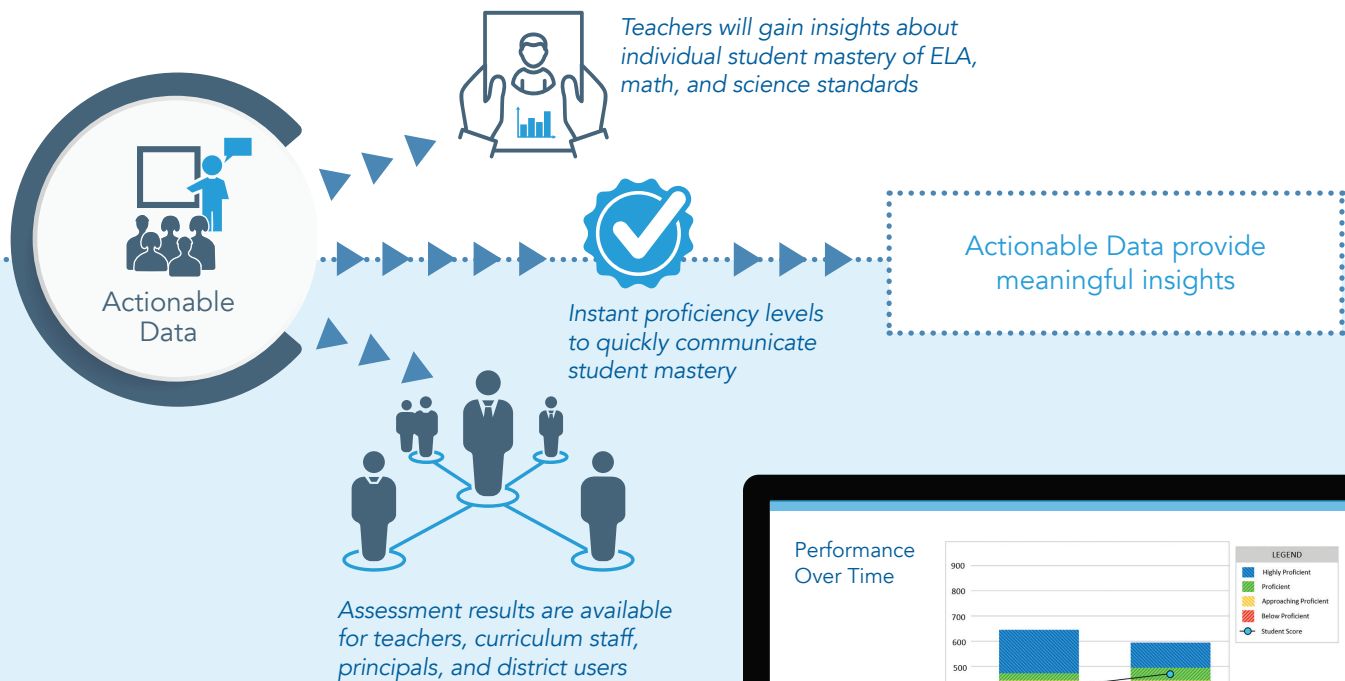 Teachers will gain insights about
individual student mastery of ELA,
math, and science standards
Actionable
Data
Instant proficiency levels
to quickly communicate
student mastery
Actionable Data provide
meaningful insights
Assessment results are available
for teachers, curriculum staff,
principals, and district users
Performance
Over Time
900
800
700
600
500
LEGEND
Highly Proficient
Proficient
Approaching Proficient
Below Proficient
Student Score